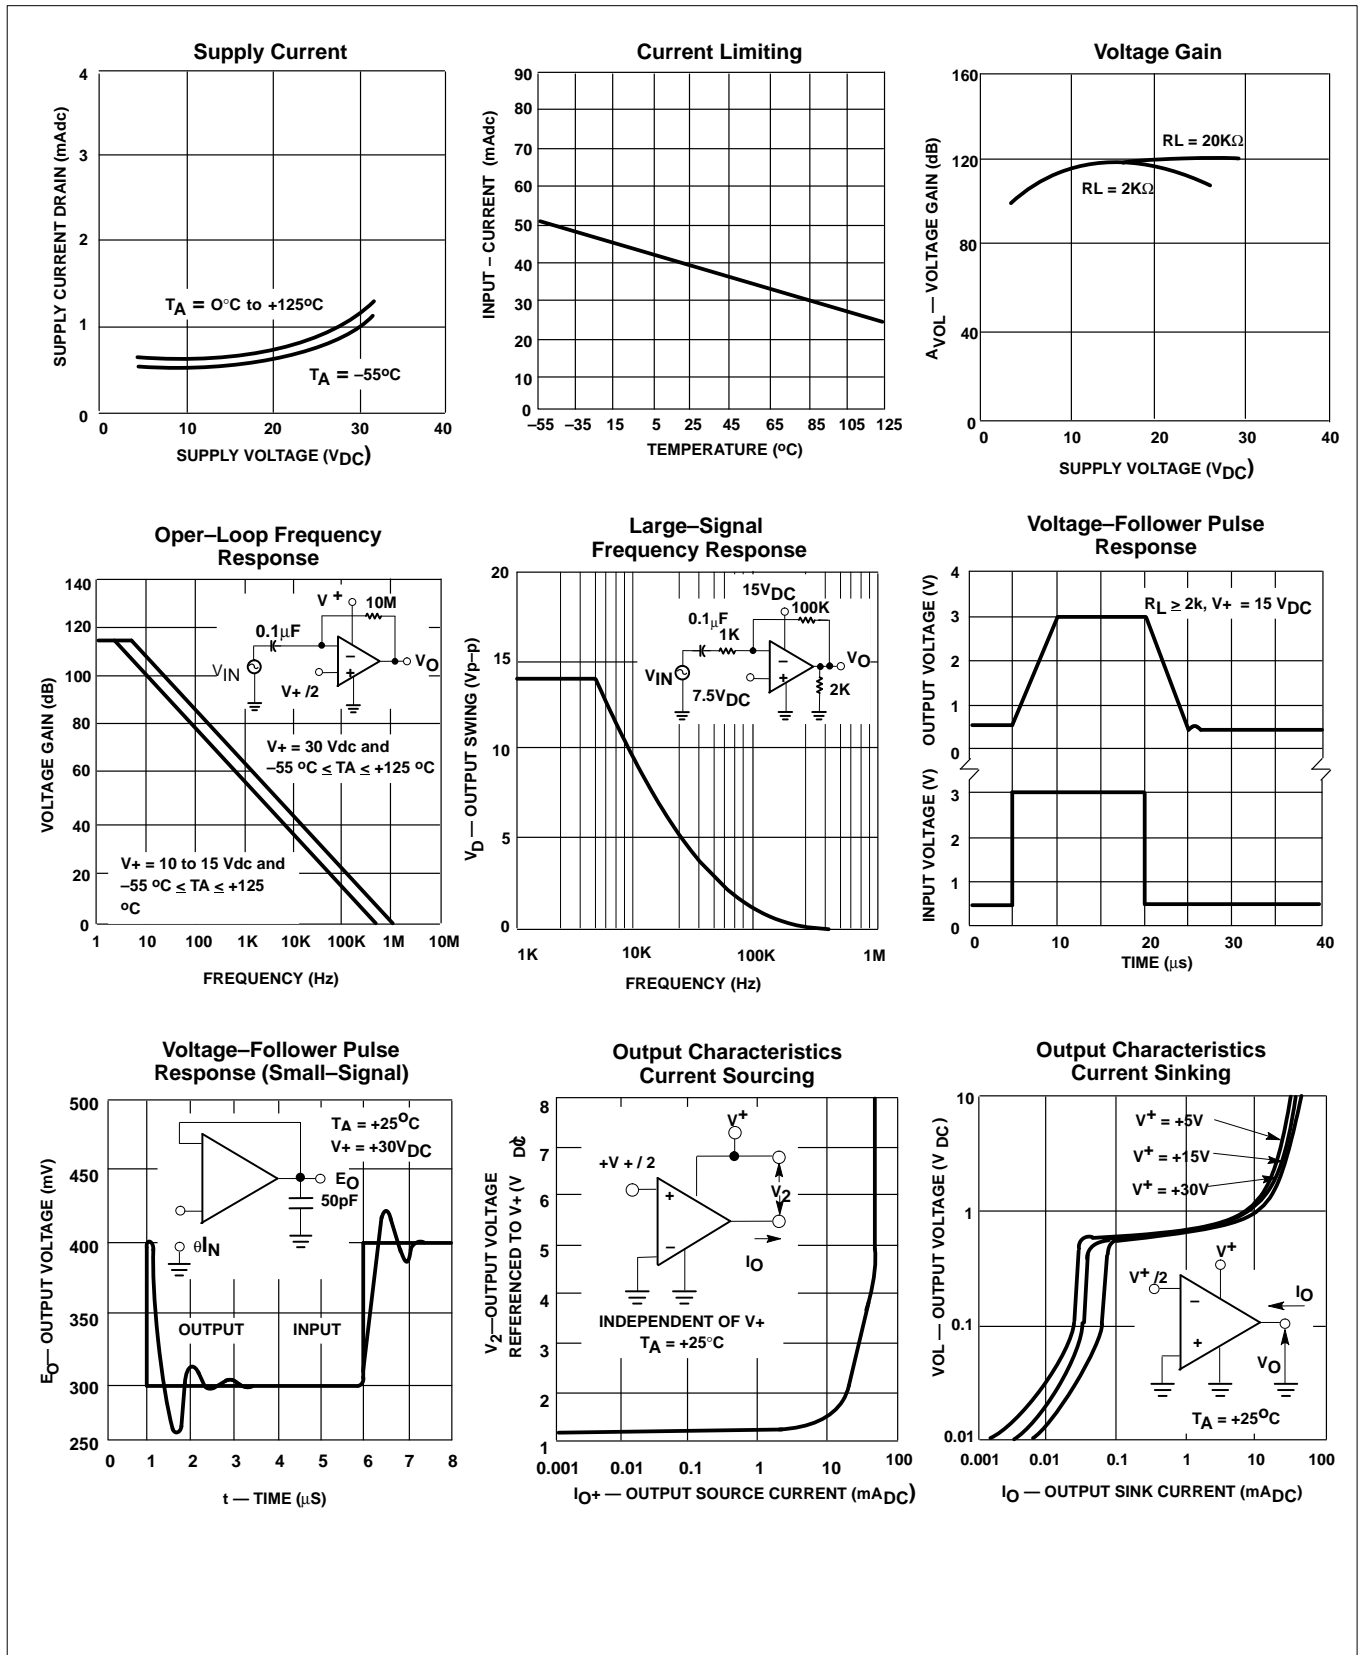 Supply Current
SUPPLY CURRENT DRAIN (mAdc)
4
3
2
1
0
TA = O°C to +125oC
TA = –55oC
0 10 20 30 40
SUPPLY VOLTAGE (VDC)
Current Limiting
INPUT – CURRENT (mAdc)
90
80
70
60
50
40
30
20
10
0
–55 –35 15 5 25 45 65 85 105 125
TEMPERATURE (oC)
Voltage Gain
AVOL — VOLTAGE GAIN (dB)
160
120
80
40
0
RL = 20KΩ
RL = 2KΩ
0 10 20 30 40
SUPPLY VOLTAGE (VDC)
Oper–Loop Frequency
Response
VOLTAGE GAIN (dB)
140
120
100
80
60
40
20
0
V+
10M
0.1μF
VIN
VO
V+ /2
–
+
V+ = 30 Vdc and
–55 oC ≤ TA ≤ +125 oC
V+ = 10 to 15 Vdc and
–55 oC ≤ TA ≤ +125
oC
1 10 100 1K 10K 100K 1M 10M
FREQUENCY (Hz)
Large–Signal
Frequency Response
VD — OUTPUT SWING (Vp–p)
20
15
10
5
0
15VDC
100K
0.1μF
1K
VO
VIN
–
+
7.5VDC
2K
1K 10K 100K 1M
FREQUENCY (Hz)
Voltage–Follower Pulse
Response
OUTPUT VOLTAGE (V)
4
3
2
1
0
RL ≥ 2k, V+ = 15 VDC
INPUT VOLTAGE (V)
3
2
1
0
0 10 20 30 40
TIME (μs)
Voltage–Follower Pulse
Response (Small–Signal)
EO— OUTPUT VOLTAGE (mV)
500
450
400
350
300
250
TA = +25OC
V+ = +30VDC
EO
50pF
θIN
OUTPUT
INPUT
0 1 2 3 4 5 6 7 8
t — TIME (μS)
Output Characteristics
Current Sourcing
V2—OUTPUT VOLTAGE
REFERENCED TO V+ (V DC)
8
7
6
5
4
3
2
1
V+
+V + / 2
+
–
V2
IO
INDEPENDENT OF V+
TA = +25°C
0.001 0.01 0.1 1 10 100
IO+ — OUTPUT SOURCE CURRENT (mADC)
Output Characteristics
Current Sinking
VOL — OUTPUT VOLTAGE (V DC)
10
1
0.1
0.01
V+ = +5V
V+ = +15V
V+ = +30V
V+
V+ /2
–
+
IO
VO
TA = +25OC
0.001 0.01 0.1 1 10 100
IO — OUTPUT SINK CURRENT (mADC)